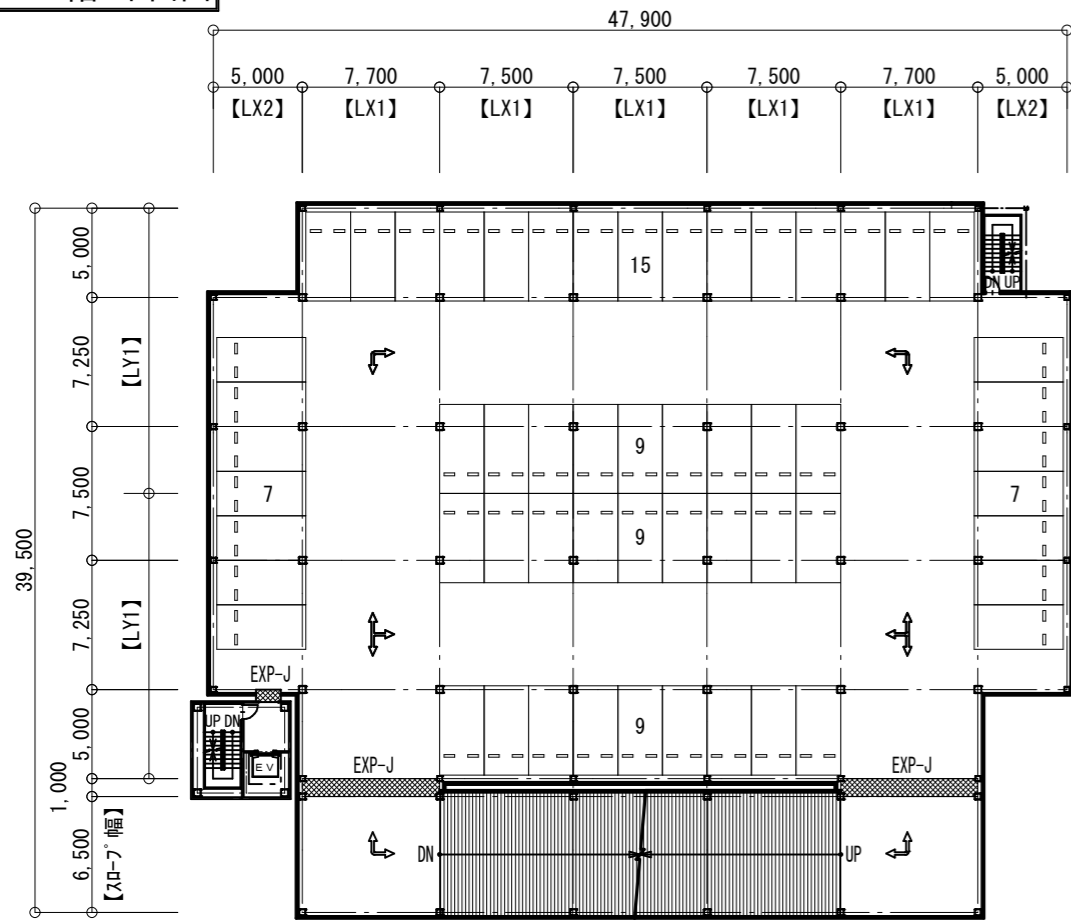 47,900
5,000 7,700 7,500 7,500 7,500 7,700 5,000
【LX2】 【LX1】 【LX1】 【LX1】 【LX1】 【LX1】 【LX2】
39,500
5,000
7,250
【LY1】
7,500
7,250
【LY1】
5,000
1,000
6,500
【スロープ幅】
15
DN UP
9
7
7
9
EXP-J
UP DN
EV
9
EXP-J
EXP-J
DN
UP